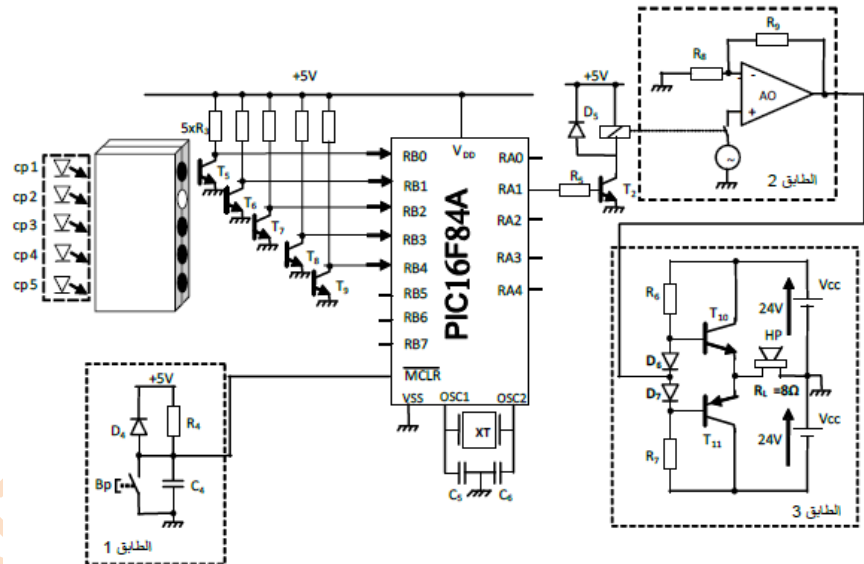 +5V
5xR3
T5
T6
T7
T8
T9
cp1
cp2
cp3
cp4
cp5
PIC16F84A
VDD
RB0
RB1
RB2
RB3
RB4
RB5
RB6
RB7
MCLR
VSS
OSC1
OSC2
RA0
RA1
RA2
RA3
RA4
XT
C5
C6
+5V
D5
R5
T2
R8
R9
-
+
AO
~
الطابق 2
+5V
D4
R4
Bp
C4
الطابق 1
R6
T10
D6
D7
T11
R7
24V
Vcc
HP
RL =8Ω
24V
Vcc
الطابق 3